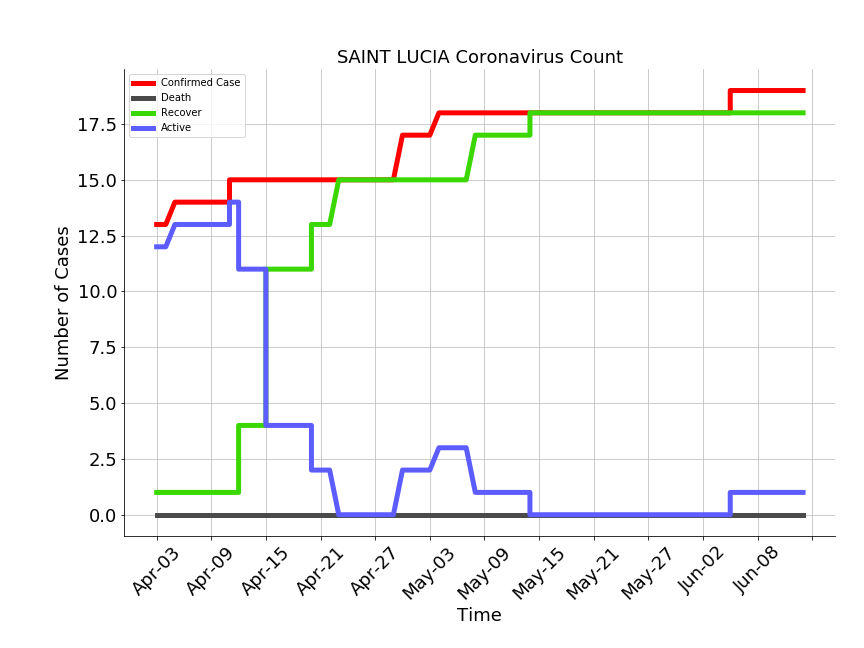 SAINT LUCIA Coronavirus Count
Confirmed Case
Death
Recover
Active
17.5
15.0
12.5
10.0
7.5
5.0
2.5
0.0
Number of Cases
Apr-03 Apr-09 Apr-15 Apr-21 Apr-27 May-03 May-09 May-15 May-21 May-27 Jun-02 Jun-08
Time